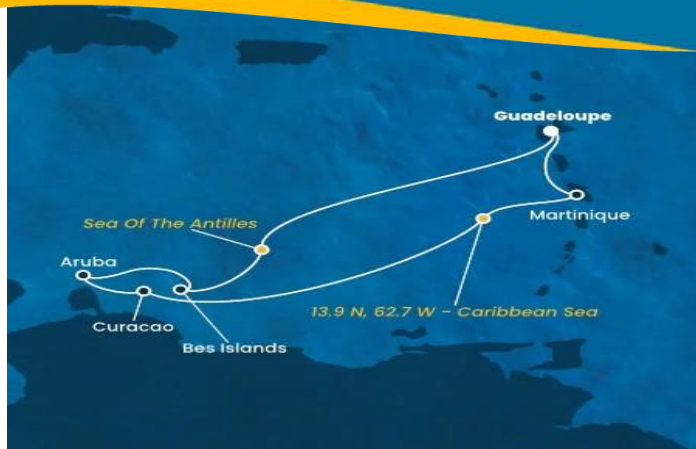 Guadeloupe
Sea Of The Antilles
Martinique
Aruba
13.9 N, 62.7 W - Caribbean Sea
Curacao
Bes Islands